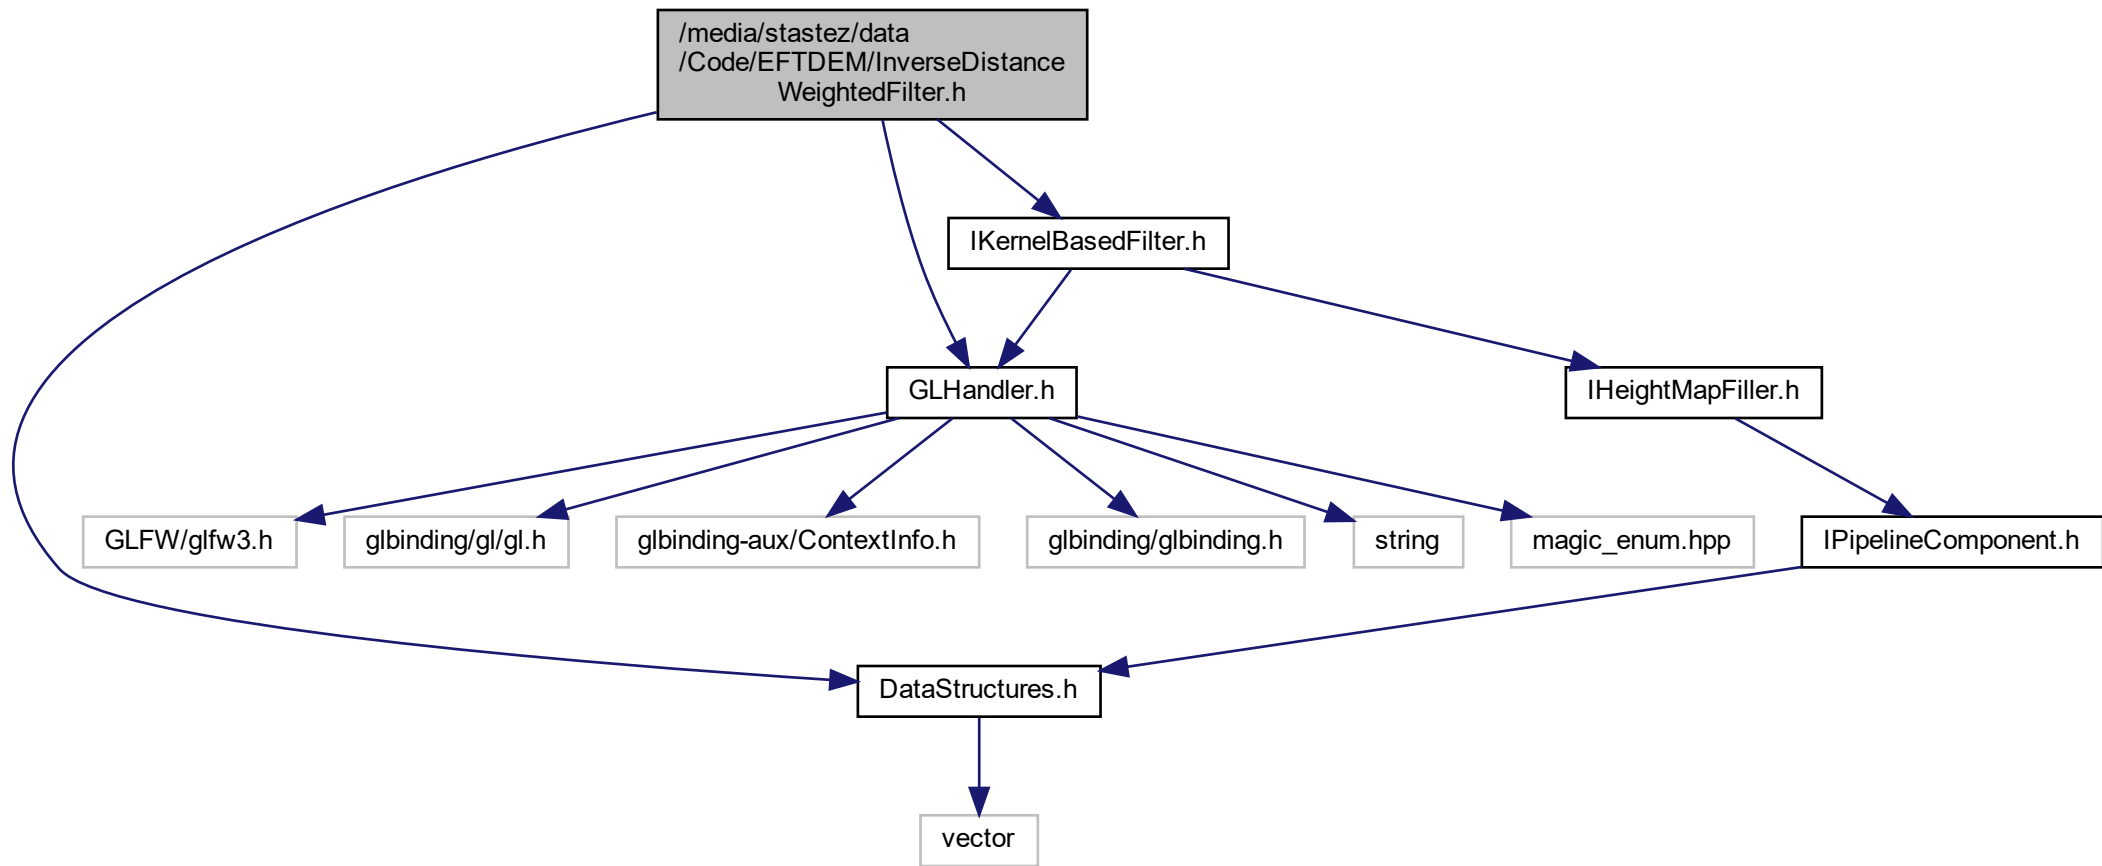 /media/stastez/data
/Code/EFTDEM/InverseDistance
WeightedFilter.h
IKernelBasedFilter.h
GLHandler.h
IHeightMapFiller.h
GLFW/glfw3.h
glbinding/gl/gl.h
glbinding-aux/ContextInfo.h
glbinding/glbinding.h
string
magic_enum.hpp
IPipelineComponent.h
DataStructures.h
vector